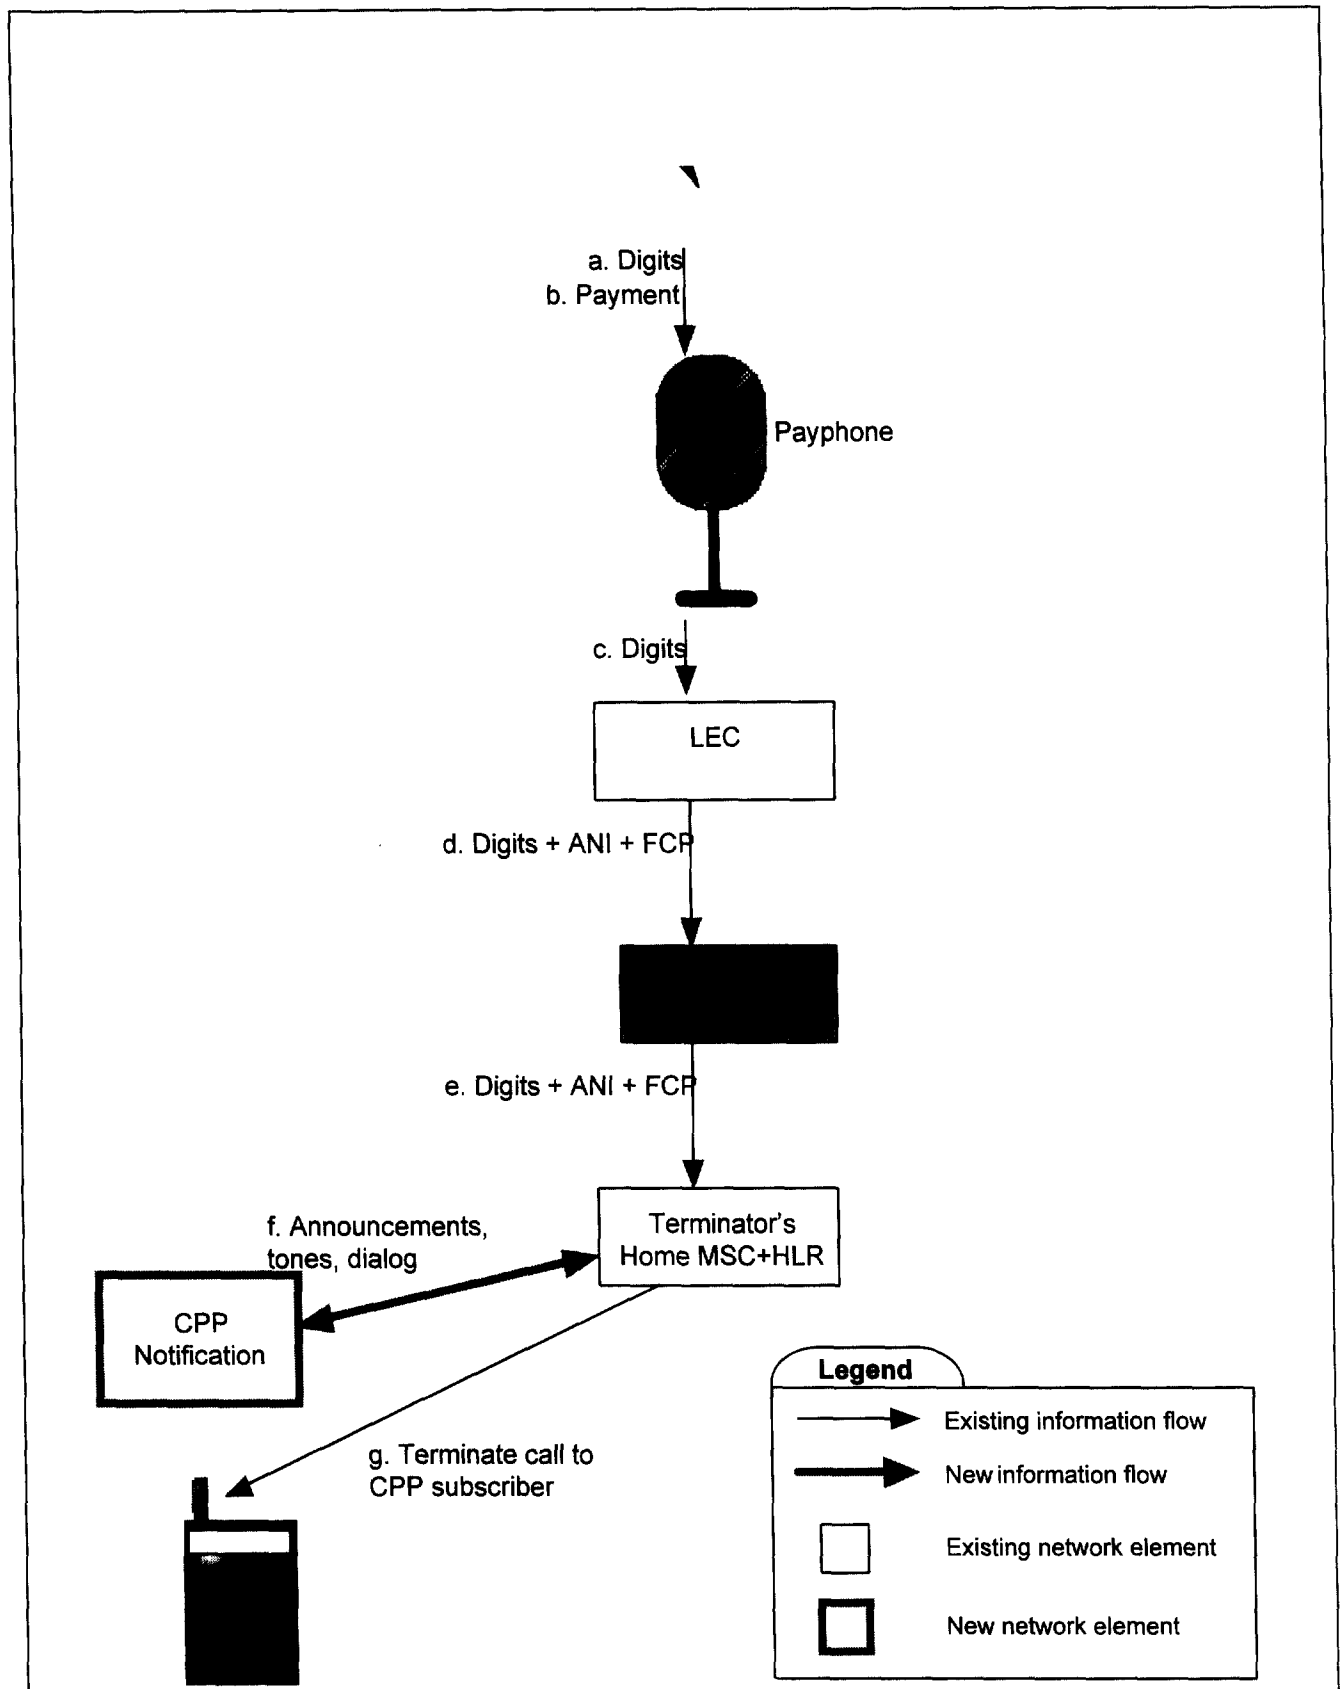 a. Digits
b. Payment
Payphone
c. Digits
LEC
d. Digits + ANI + FCP
e. Digits + ANI + FCP
Terminator's
Home MSC+HLR
f. Announcements,
tones, dialog
CPP
Notification
g. Terminate call to
CPP subscriber
Legend
Existing information flow
New information flow
Existing network element
New network element